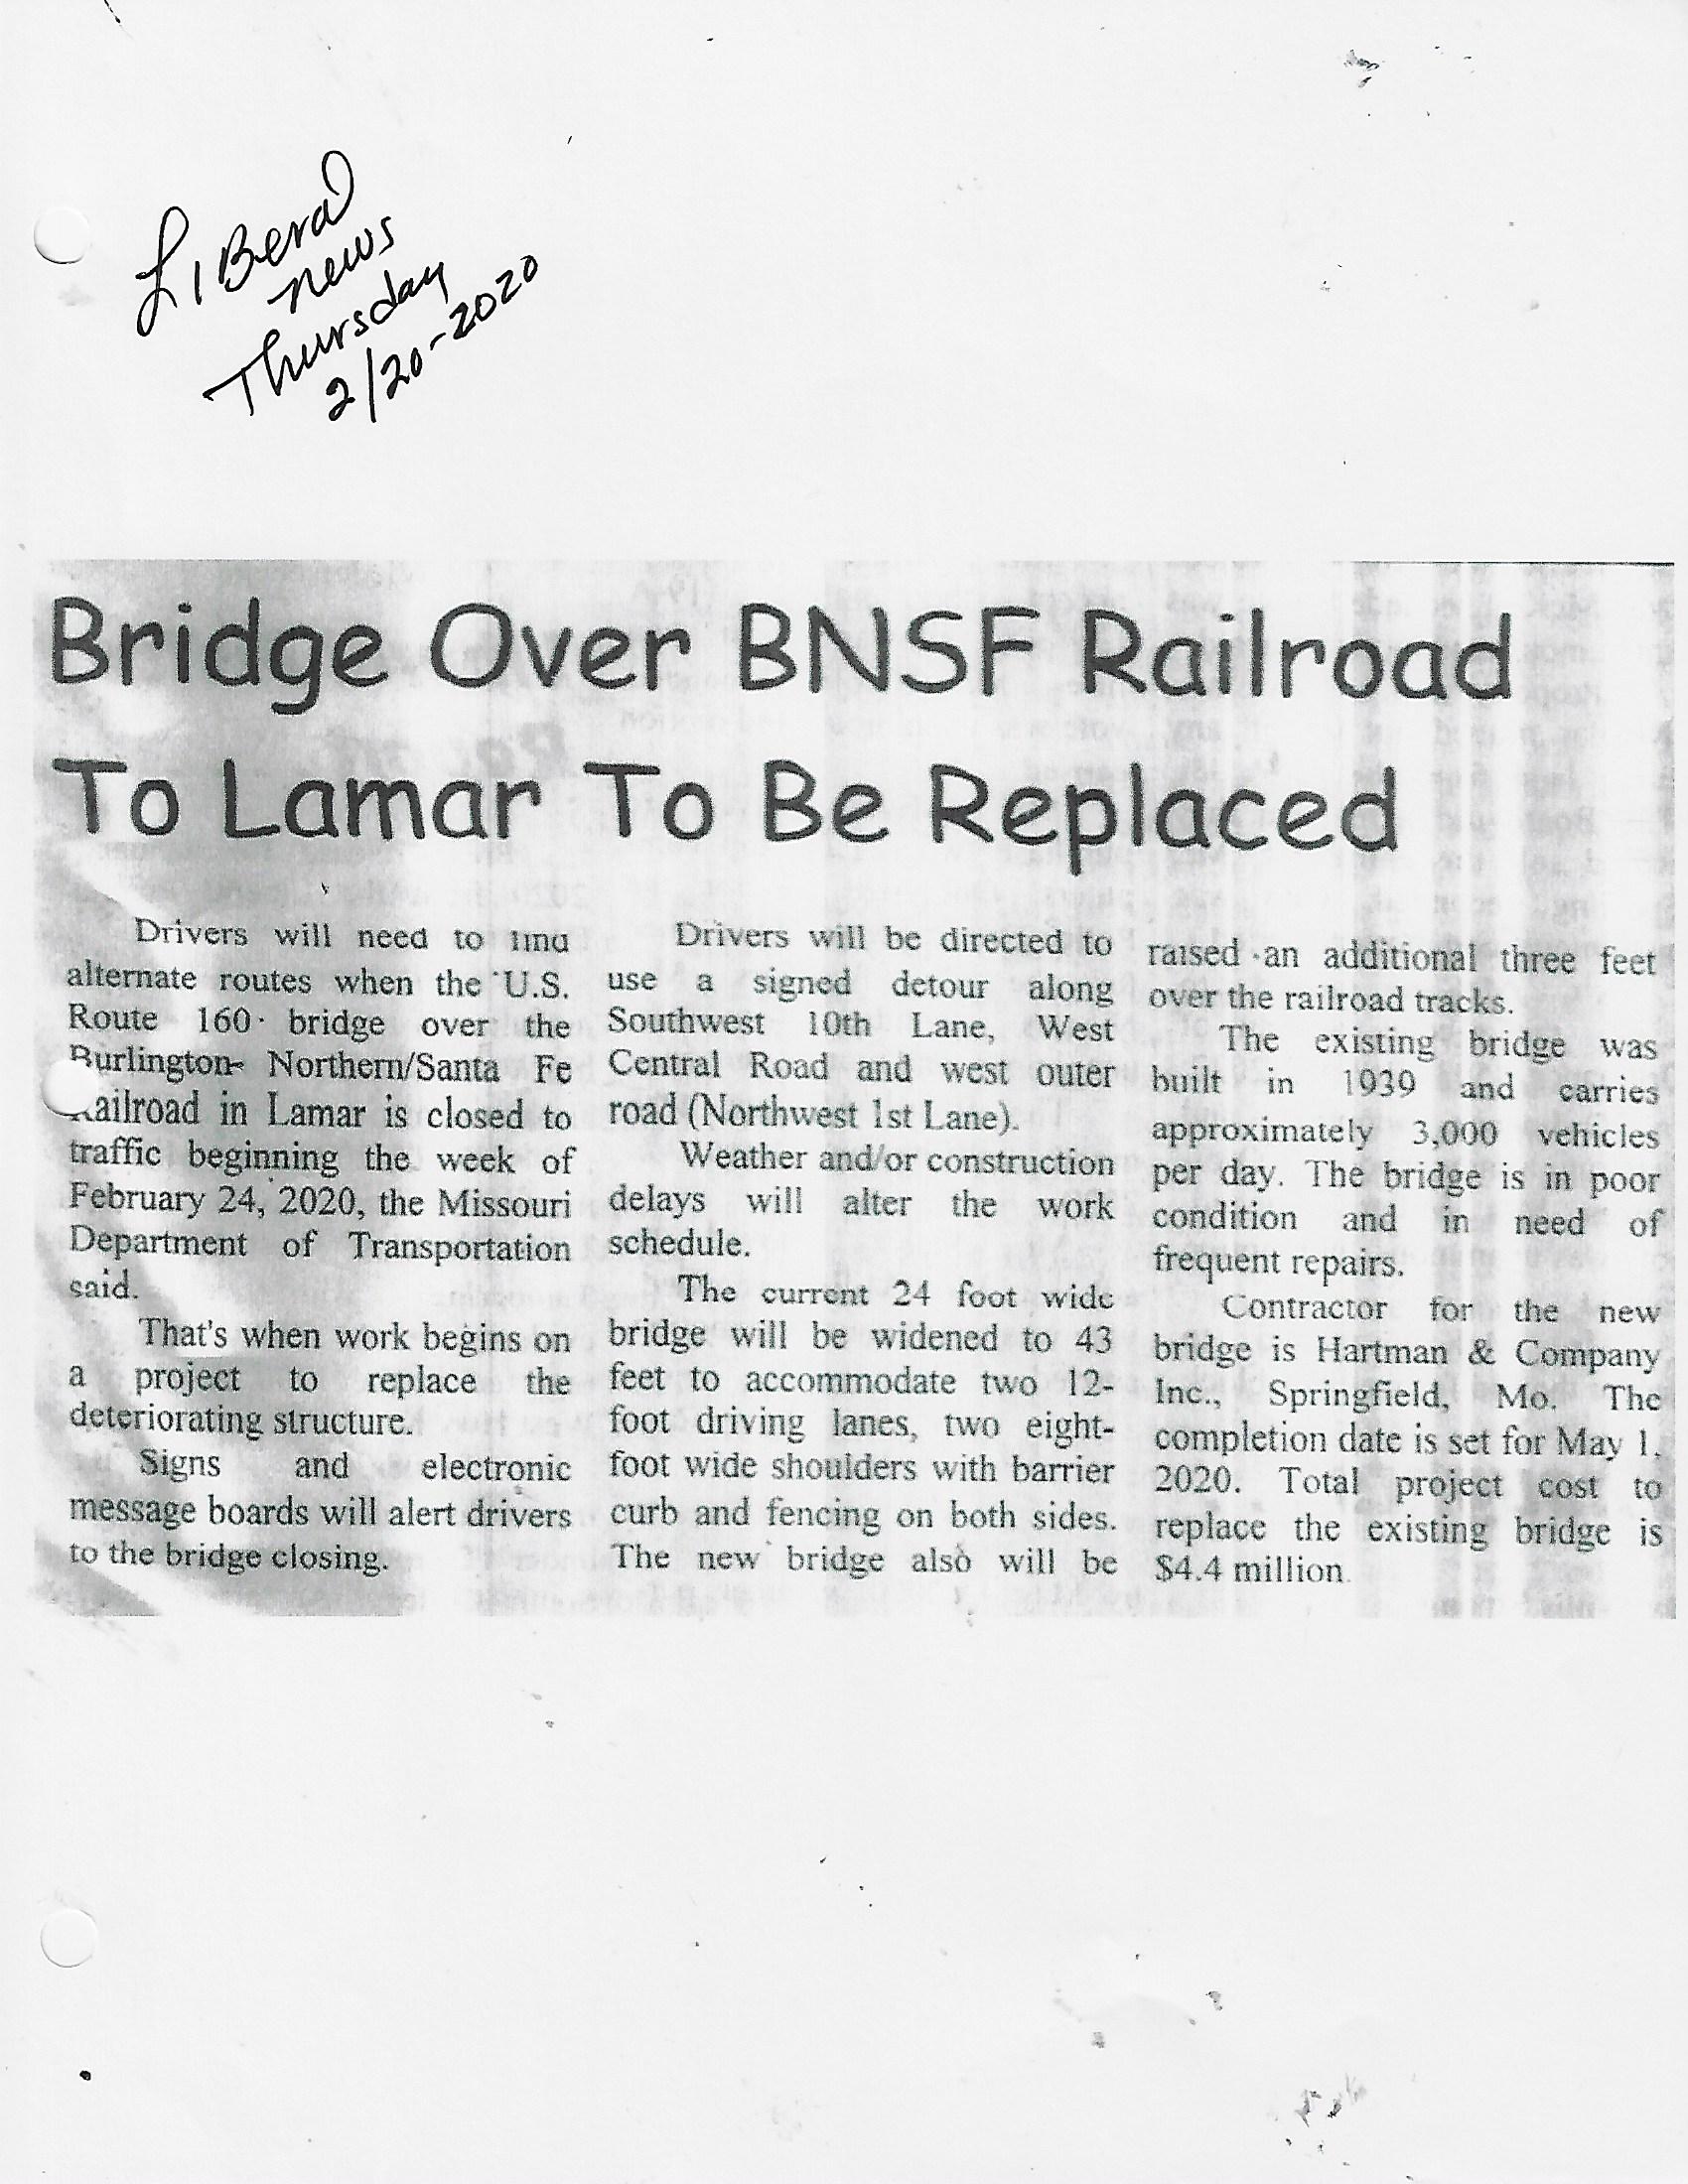 LiBeral
news
Thursday
2/20-2020
Bridge Over BNSF Railroad
To Lamar To Be Replaced
Drivers will need to find
alternate routes when the U.S.
Route 160 bridge over the
Burlington- Northern/Santa Fe
Railroad in Lamar is closed to
traffic beginning the week of
February 24, 2020, the Missouri
Department of Transportation
said.
That's when work begins on
a project to replace the
deteriorating structure.
Signs and electronic
message boards will alert drivers
to the bridge closing.
Drivers will be directed to
use a signed detour along
Southwest 10th Lane, West
Central Road and west outer
road (Northwest 1st Lane).
Weather and/or construction
delays will alter the work
schedule.
The current 24 foot wide
bridge will be widened to 43
feet to accommodate two 12-
foot driving lanes, two eight-
foot wide shoulders with barrier
curb and fencing on both sides.
The new bridge also will be
raised an additional three feet
over the railroad tracks.
The existing bridge was
built in 1939 and carries
approximately 3,000 vehicles
per day. The bridge is in poor
condition and in need of
frequent repairs.
Contractor for the new
bridge is Hartman & Company
Inc., Springfield, Mo. The
completion date is set for May 1,
2020. Total project cost to
replace the existing bridge is
$4.4 million.